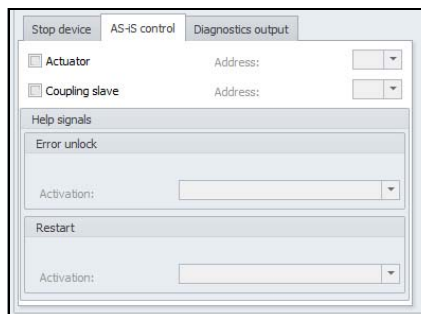 Stop device AS-iS control Diagnostics output
Actuator Address:
Coupling slave Address:
Help signals
Error unlock
Activation:
Restart
Activation: